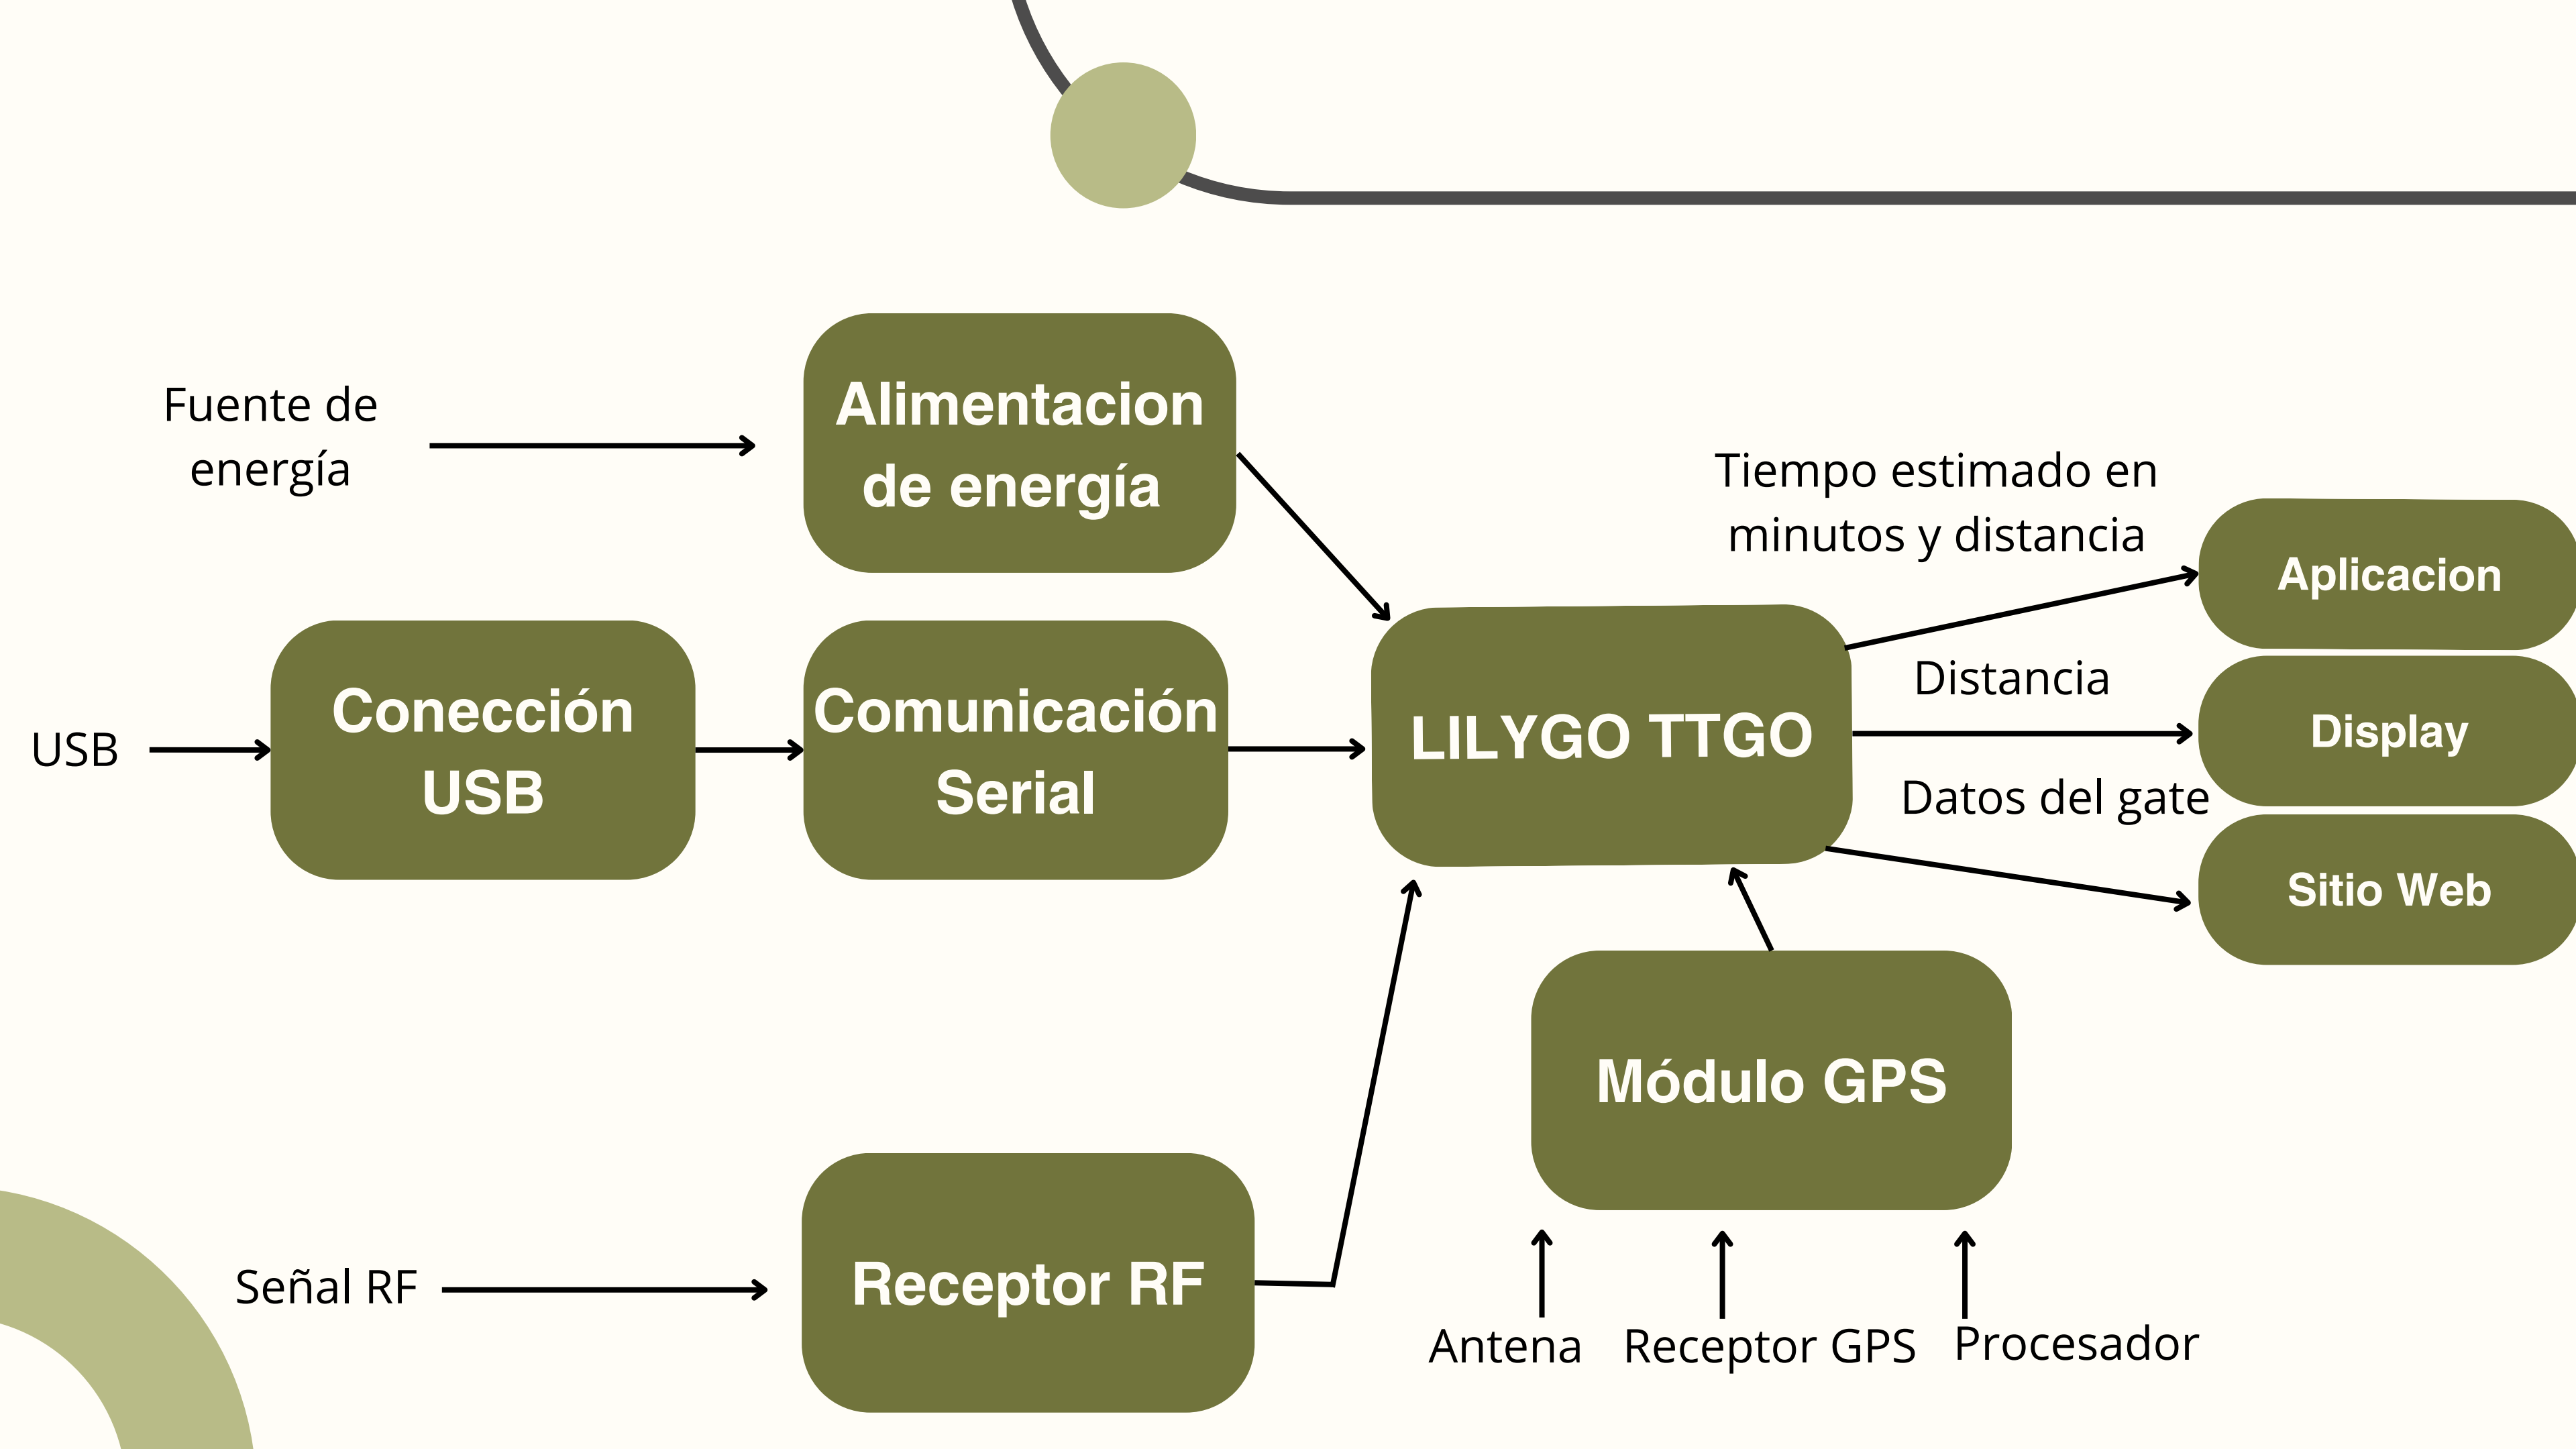 Fuente de
energía
Alimentacion
de energía
USB
Conección
USB
Comunicación
Serial
LILYGO TTGO
Tiempo estimado en
minutos y distancia
Aplicacion
Distancia
Display
Datos del gate
Sitio Web
Módulo GPS
Señal RF
Receptor RF
Antena
Receptor GPS
Procesador